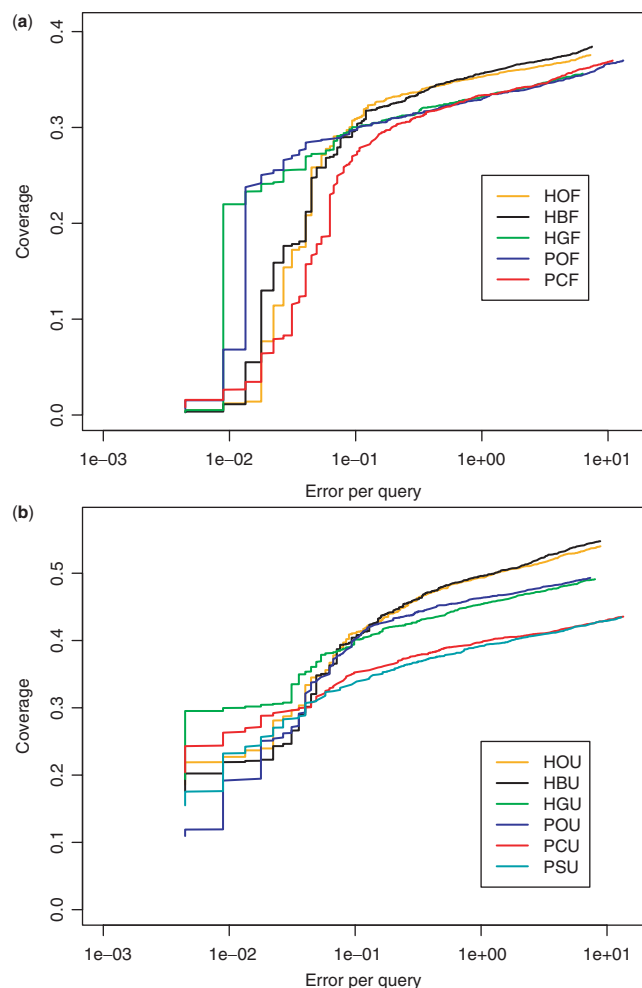 (a)
0.4
0.3
0.2
0.1
0.0
Coverage
HOF
HBF
HGF
POF
PCF
1e−03 1e−02 1e−01 1e+00 1e+01
Error per query
(b)
0.5
0.4
0.3
0.2
0.1
0.0
Coverage
HOU
HBU
HGU
POU
PCU
PSU
1e−03 1e−02 1e−01 1e+00 1e+01
Error per query